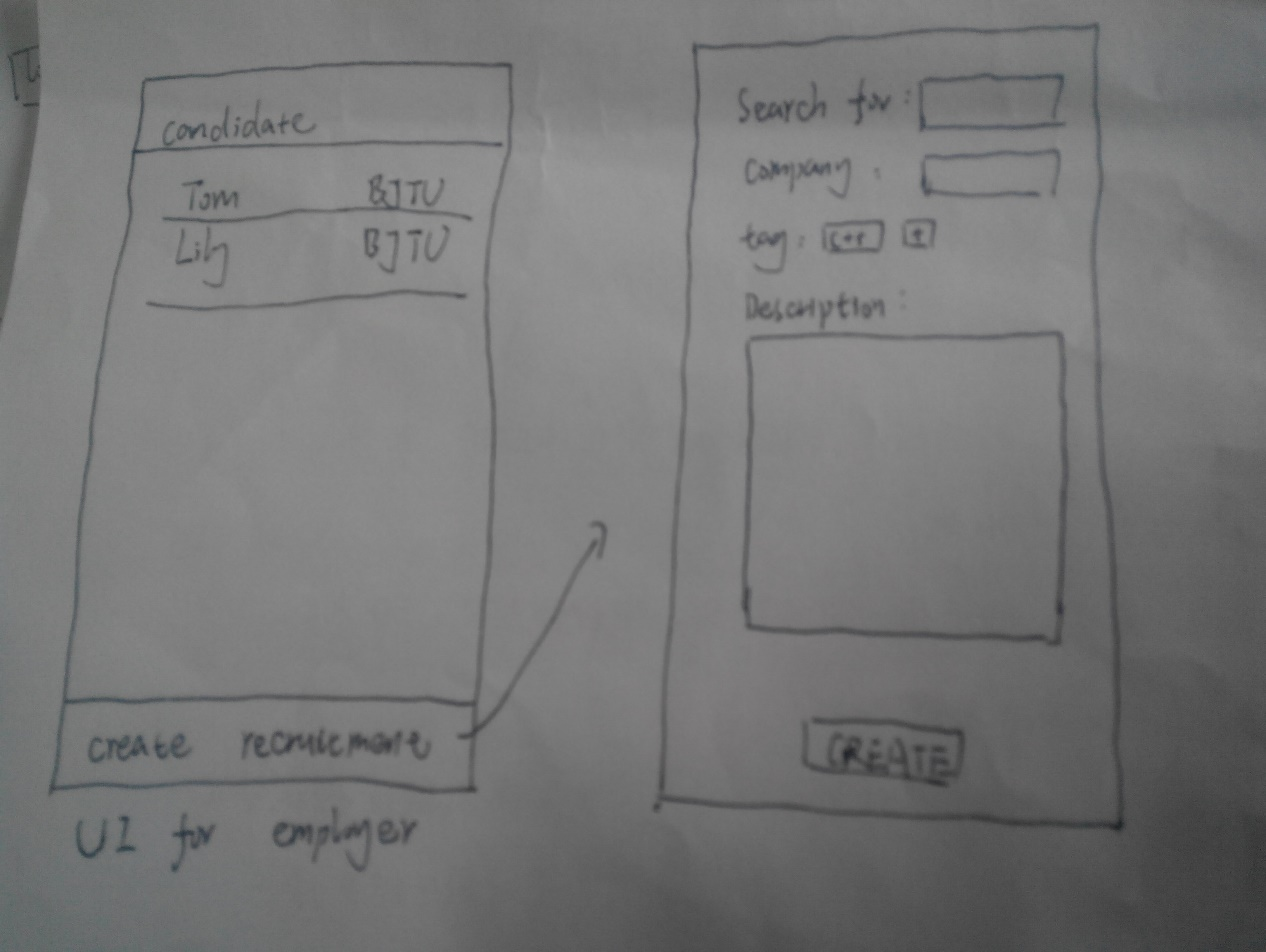 candidate
Tom BJTU
Lily BJTU
create recruitment
UI for employer
Search for:
Company:
tag: C++ +
Description:
CREATE